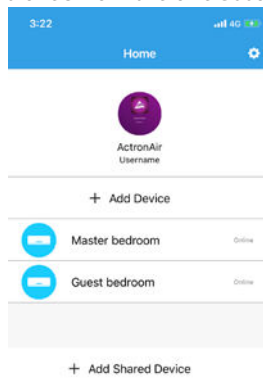 3:22
4G
Home
ActronAir
Username
+ Add Device
Master bedroom
Online
Guest bedroom
Online
+ Add Shared Device